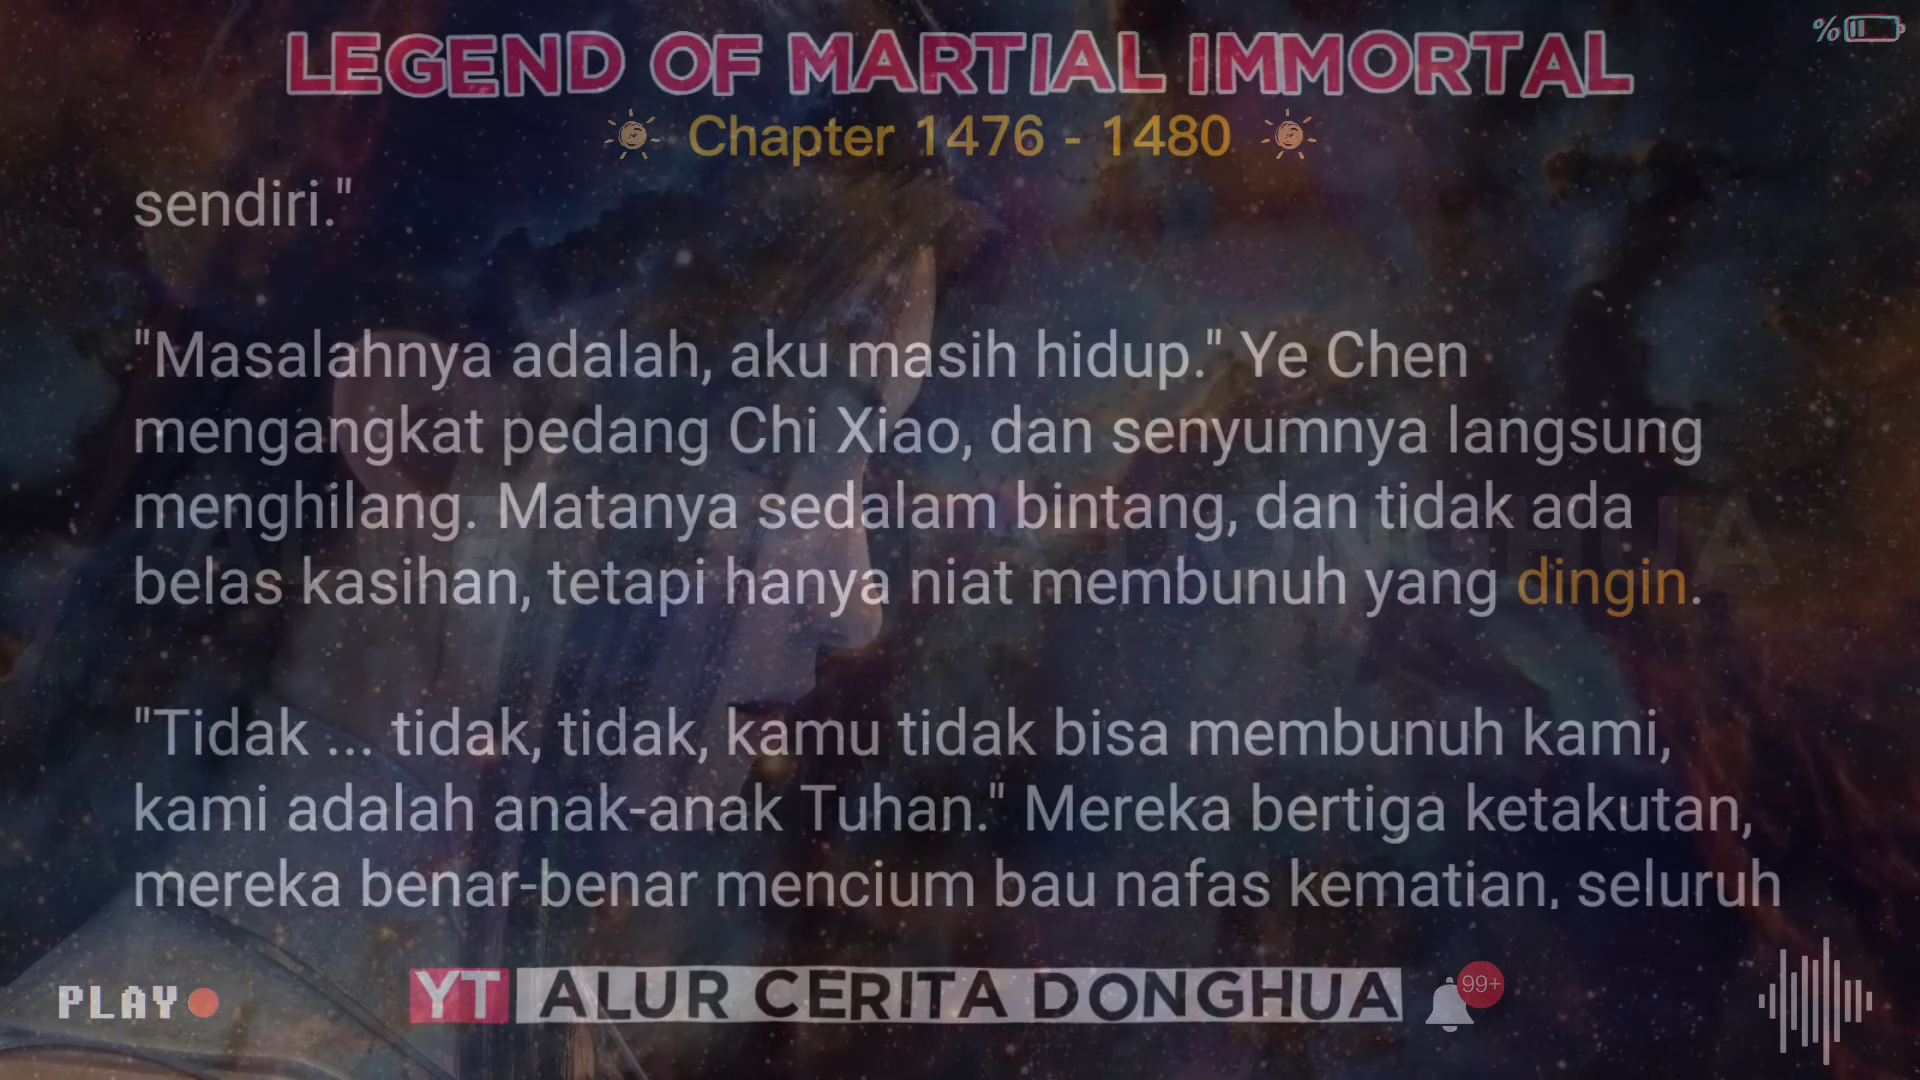 LEGEND OF MARTIAL IMMORTAL
%
Chapter 1476 - 1480
sendiri."
"Masalahnya adalah, aku masih hidup." Ye Chen
mengangkat pedang Chi Xiao, dan senyumnya langsung
menghilang. Matanya sedalam bintang, dan tidak ada
belas kasihan, tetapi hanya niat membunuh yang dingin.
"Tidak ... tidak, tidak, kamu tidak bisa membunuh kami,
kami adalah anak-anak Tuhan." Mereka bertiga ketakutan,
mereka benar-benar mencium bau nafas kematian, seluruh
PLAY
YT ALUR CERITA DONGHUA
99+
ALUR CERITA DONGHUA